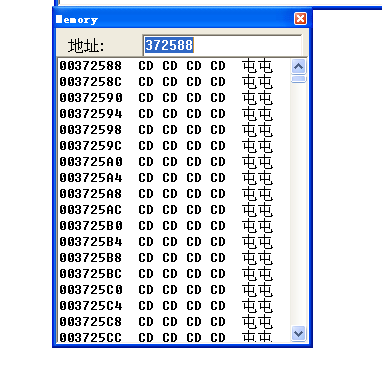 Memory
地址: 372588
00372588 CD CD CD CD 屯屯
0037258C CD CD CD CD 屯屯
00372590 CD CD CD CD 屯屯
00372594 CD CD CD CD 屯屯
00372598 CD CD CD CD 屯屯
0037259C CD CD CD CD 屯屯
003725A0 CD CD CD CD 屯屯
003725A4 CD CD CD CD 屯屯
003725A8 CD CD CD CD 屯屯
003725AC CD CD CD CD 屯屯
003725B0 CD CD CD CD 屯屯
003725B4 CD CD CD CD 屯屯
003725B8 CD CD CD CD 屯屯
003725BC CD CD CD CD 屯屯
003725C0 CD CD CD CD 屯屯
003725C4 CD CD CD CD 屯屯
003725C8 CD CD CD CD 屯屯
003725CC CD CD CD CD 屯屯